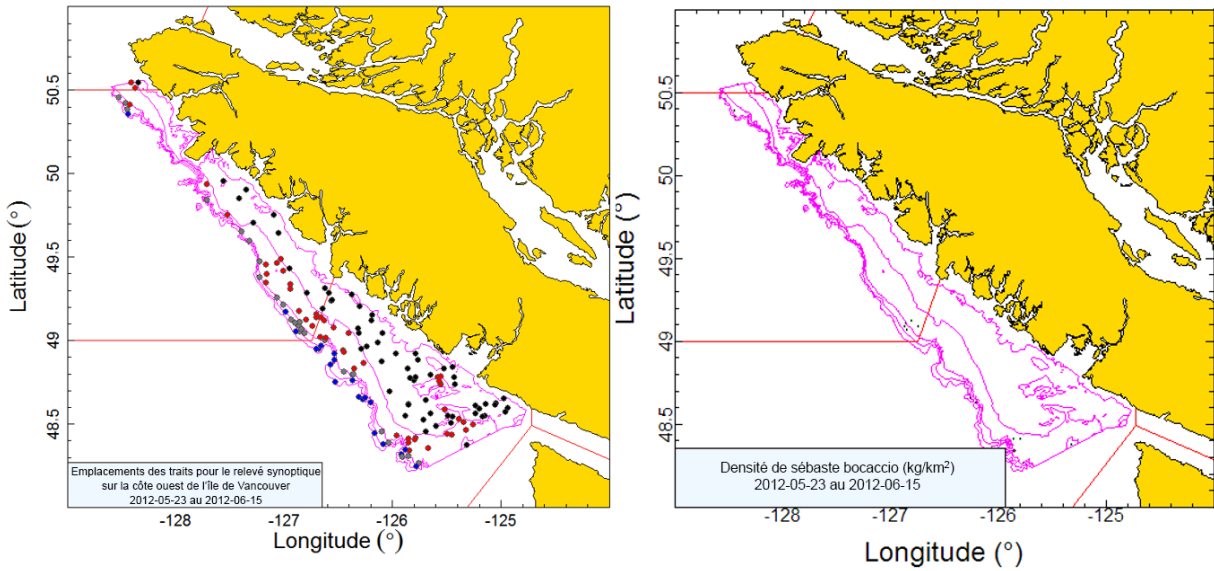 50.5
50
49.5
49
48.5
Latitude (°)
Emplacements des traits pour le relevé synoptique
sur la côte ouest de l'île de Vancouver
2012-05-23 au 2012-06-15
-128
-127
-126
-125
Longitude (°)
50.5
50
49.5
49
48.5
Latitude (°)
Densité de sébaste bocaccio (kg/km²)
2012-05-23 au 2012-06-15
-128
-127
-126
-125
Longitude (°)